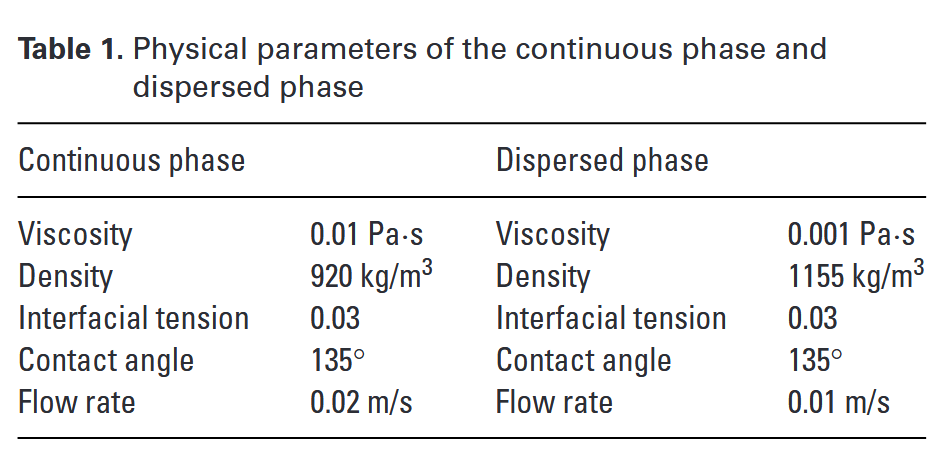 Table 1. Physical parameters of the continuous phase and
dispersed phase
Continuous phase Dispersed phase
Viscosity 0.01 Pa·s Viscosity 0.001 Pa·s
Density 920 kg/m³ Density 1155 kg/m³
Interfacial tension 0.03 Interfacial tension 0.03
Contact angle 135° Contact angle 135°
Flow rate 0.02 m/s Flow rate 0.01 m/s